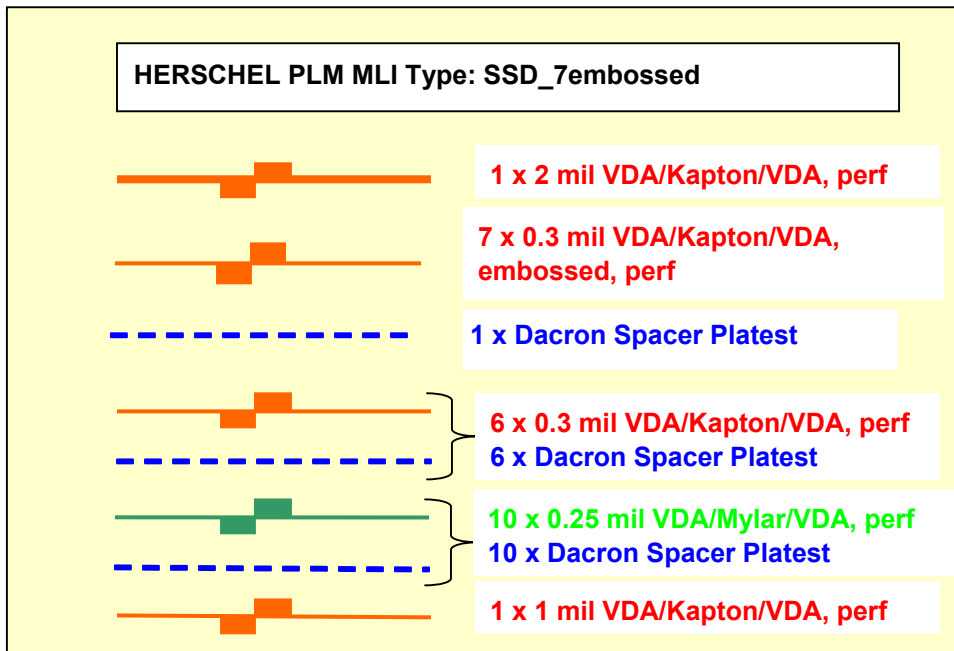 HERSCHEL PLM MLI Type: SSD_7embossed
1 x 2 mil VDA/Kapton/VDA, perf
7 x 0.3 mil VDA/Kapton/VDA,
embossed, perf
1 x Dacron Spacer Platest
6 x 0.3 mil VDA/Kapton/VDA, perf
6 x Dacron Spacer Platest
10 x 0.25 mil VDA/Mylar/VDA, perf
10 x Dacron Spacer Platest
1 x 1 mil VDA/Kapton/VDA, perf